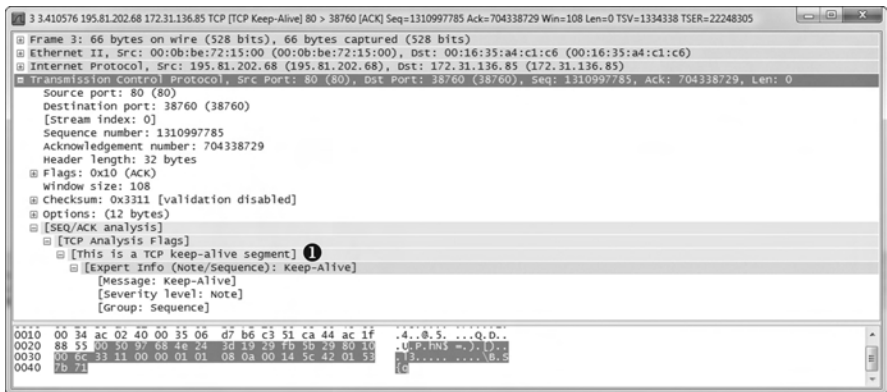 3 3.410576 195.81.202.68 172.31.136.85 TCP [TCP Keep-Alive] 80 > 38760 [ACK] Seq=1310997785 Ack=704338729 Win=108 Len=0 TSV=1334338 TSER=22248305
Frame 3: 66 bytes on wire (528 bits), 66 bytes captured (528 bits)
Ethernet II, Src: 00:0b:be:72:15:00 (00:0b:be:72:15:00), Dst: 00:16:35:a4:c1:c6 (00:16:35:a4:c1:c6)
Internet Protocol, Src: 195.81.202.68 (195.81.202.68), Dst: 172.31.136.85 (172.31.136.85)
Transmission Control Protocol, Src Port: 80 (80), Dst Port: 38760 (38760), Seq: 1310997785, Ack: 704338729, Len: 0
Source port: 80 (80)
Destination port: 38760 (38760)
[Stream index: 0]
Sequence number: 1310997785
Acknowledgement number: 704338729
Header length: 32 bytes
Flags: 0x10 (ACK)
Window size: 108
Checksum: 0x3311 [validation disabled]
Options: (12 bytes)
[SEQ/ACK analysis]
[TCP Analysis Flags]
[This is a TCP keep-alive segment] ❶
[Expert Info (Note/Sequence): Keep-Alive]
[Message: Keep-Alive]
[Severity level: Note]
[Group: Sequence]
0010 00 34 ac 02 40 00 35 06 d7 b6 c3 51 ca 44 ac 1f .4..@.5. ...Q.D..
0020 88 55 00 50 97 68 4e 24 3d 19 29 fb 5b 29 80 10 .U.P.hN$ =.).[)..
0030 00 6c 33 11 00 00 01 01 08 0a 00 14 5c 42 01 53 .l3..... ....\B.S
0040 7b 71 {q